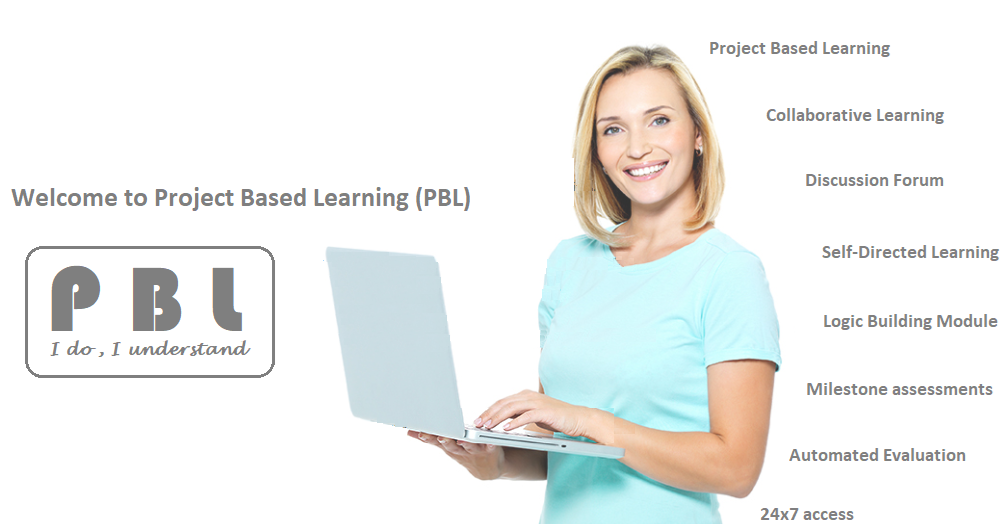 Welcome to Project Based Learning (PBL)
P B L
I do , I understand
Project Based Learning
Collaborative Learning
Discussion Forum
Self-Directed Learning
Logic Building Module
Milestone assessments
Automated Evaluation
24x7 access